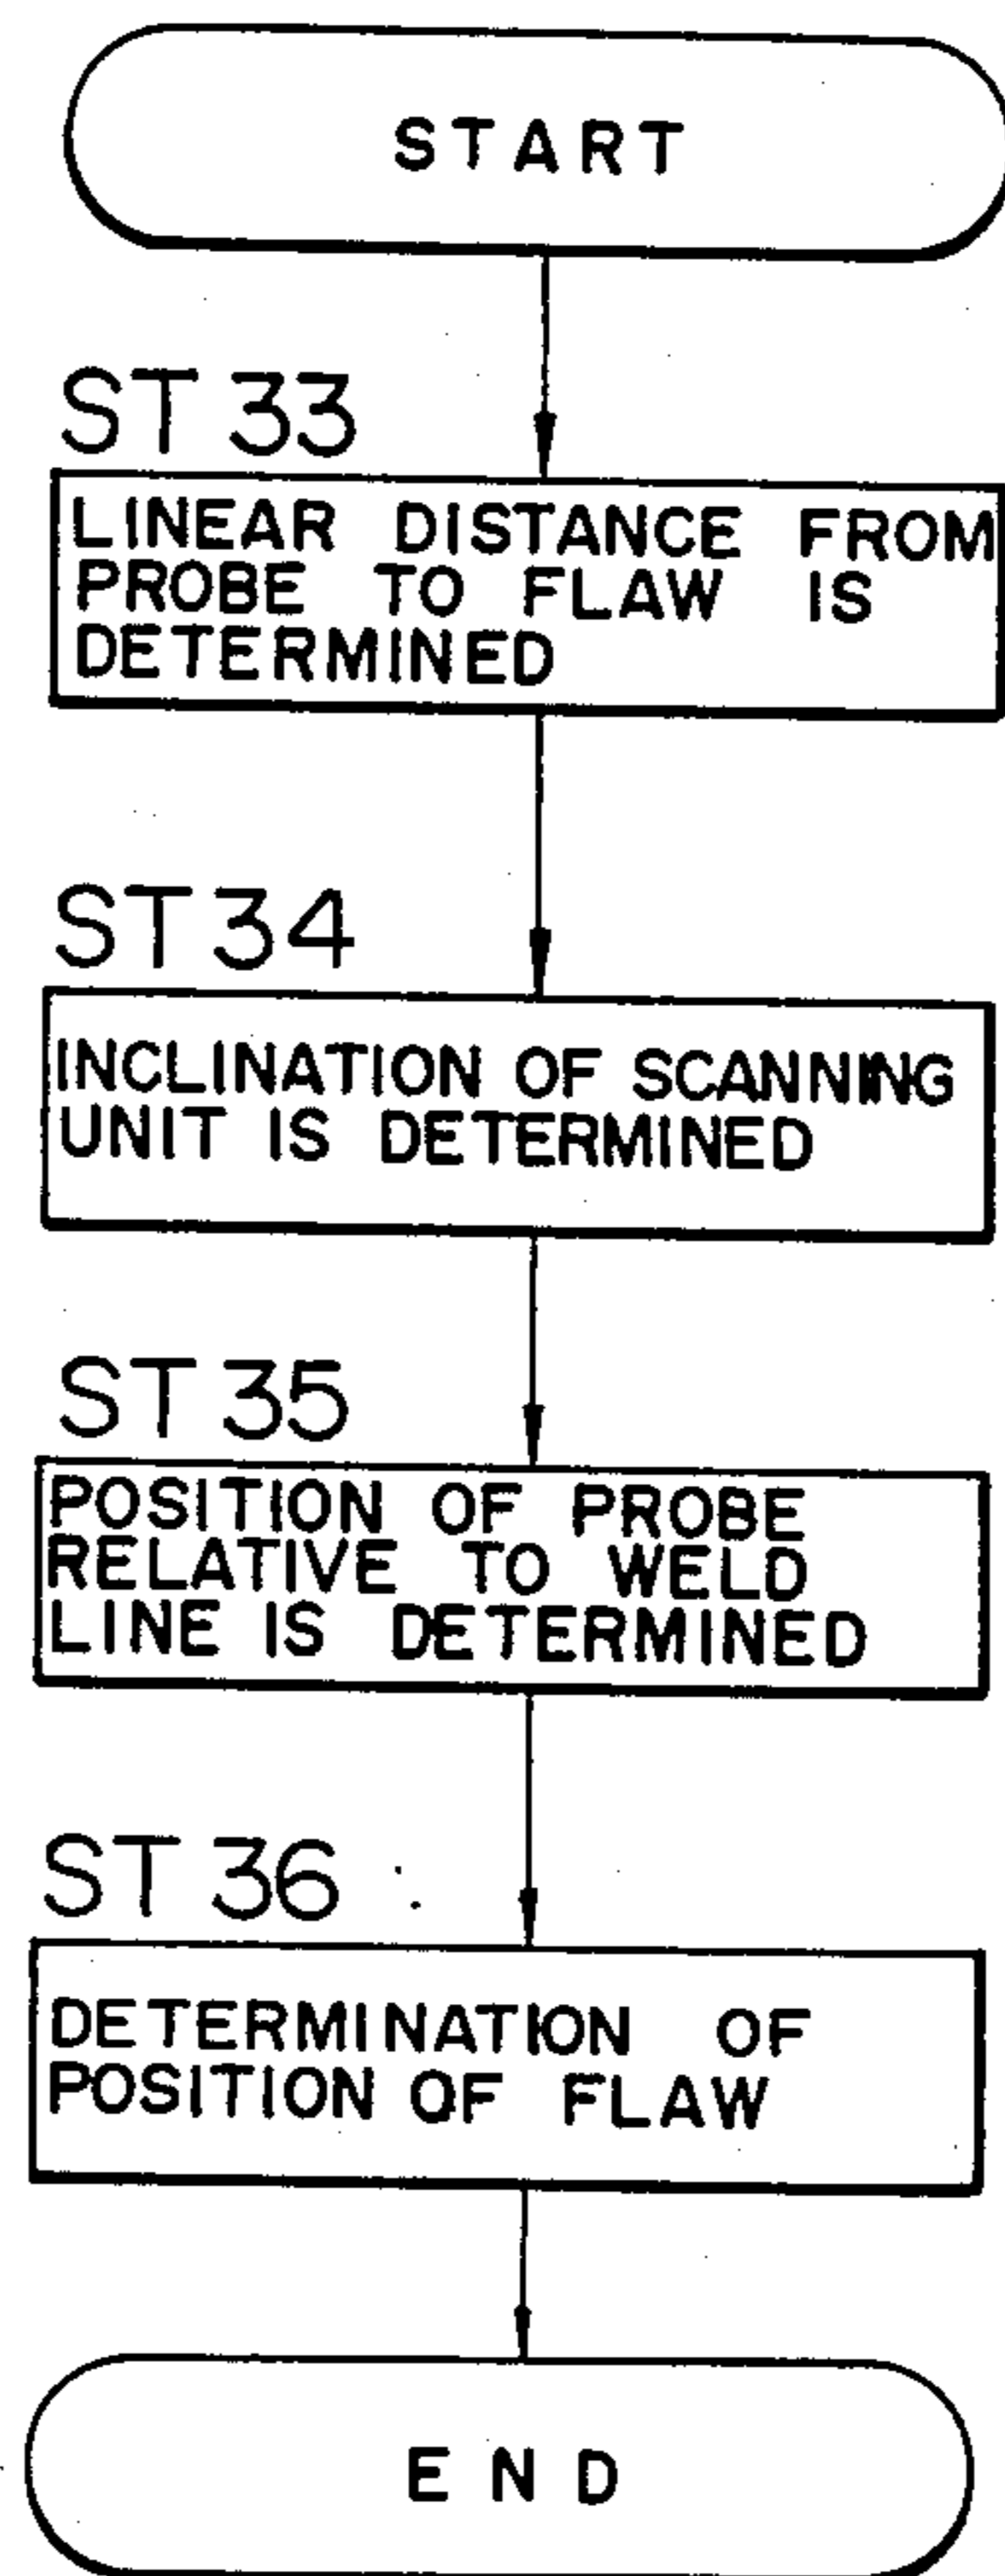 START
ST 33
LINEAR DISTANCE FROM
PROBE TO FLAW IS
DETERMINED
ST 34
INCLINATION OF SCANNING
UNIT IS DETERMINED
ST 35
POSITION OF PROBE
RELATIVE TO WELD
LINE IS DETERMINED
ST 36
DETERMINATION OF
POSITION OF FLAW
END